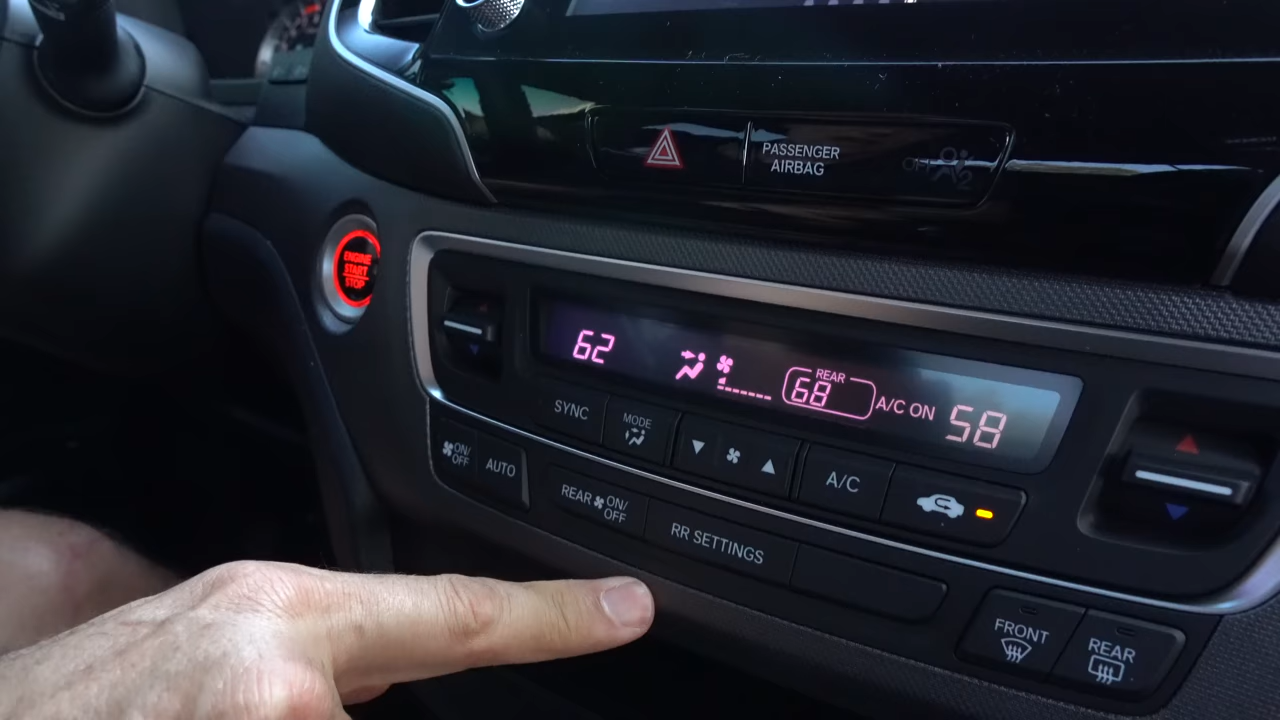 PASSENGER
AIRBAG
OFF
ENGINE
START
STOP
62
REAR
68
A/C ON
58
SYNC
MODE
A/C
ON/
OFF
AUTO
REAR
ON/
OFF
RR SETTINGS
FRONT
REAR